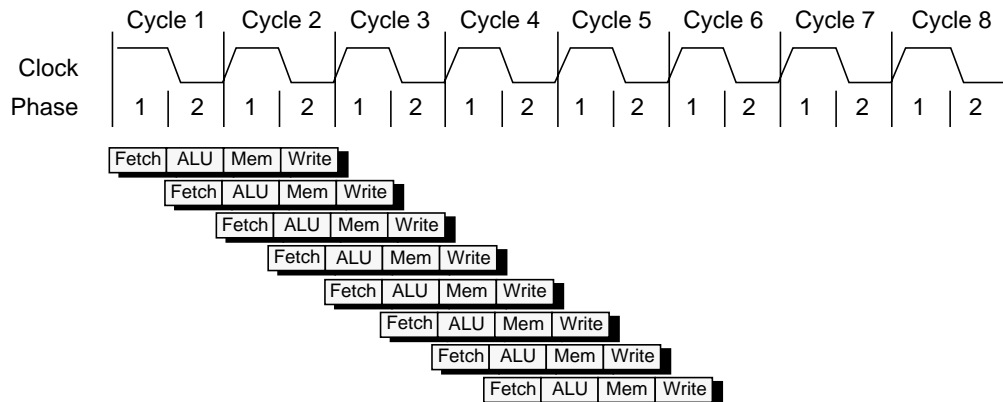 Cycle 1 Cycle 2 Cycle 3 Cycle 4 Cycle 5 Cycle 6 Cycle 7 Cycle 8
Clock
Phase 1 2 1 2 1 2 1 2 1 2 1 2 1 2 1 2
Fetch ALU Mem Write
Fetch ALU Mem Write
Fetch ALU Mem Write
Fetch ALU Mem Write
Fetch ALU Mem Write
Fetch ALU Mem Write
Fetch ALU Mem Write
Fetch ALU Mem Write